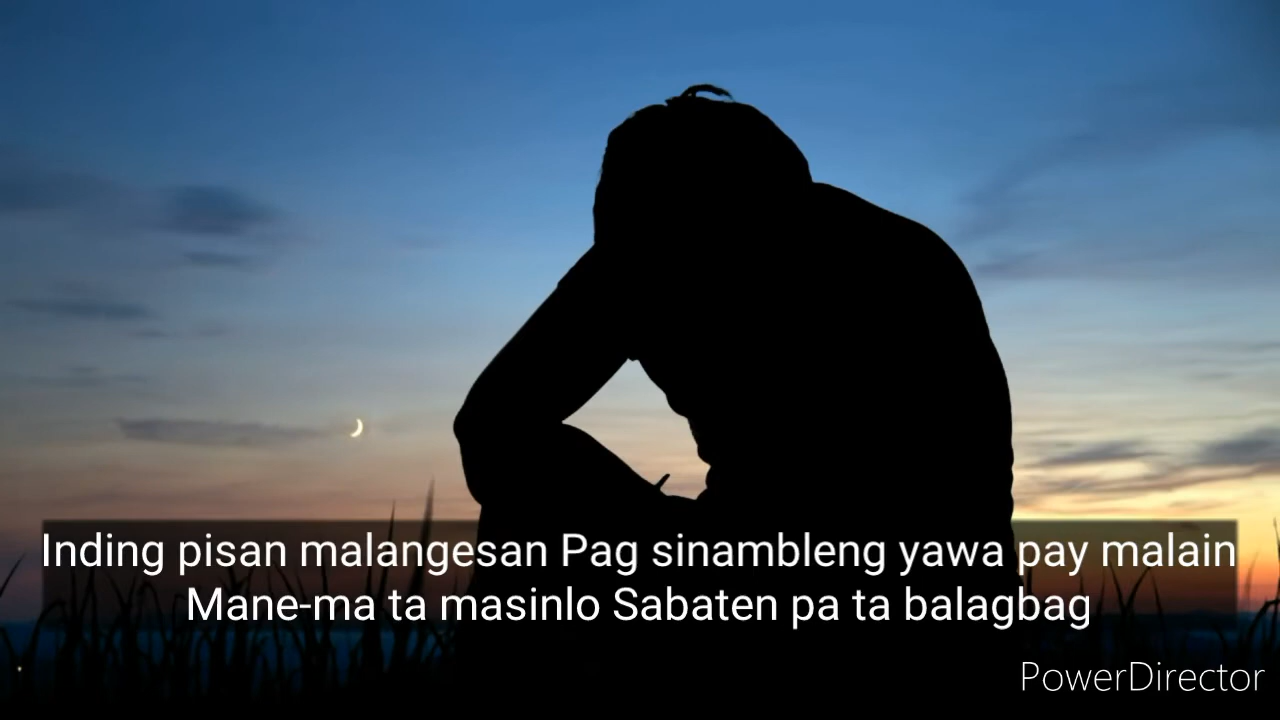 Inding pisan malangesan Pag sinambleng yawa pay malain
Mane-ma ta masinlo Sabaten pa ta balagbag
PowerDirector